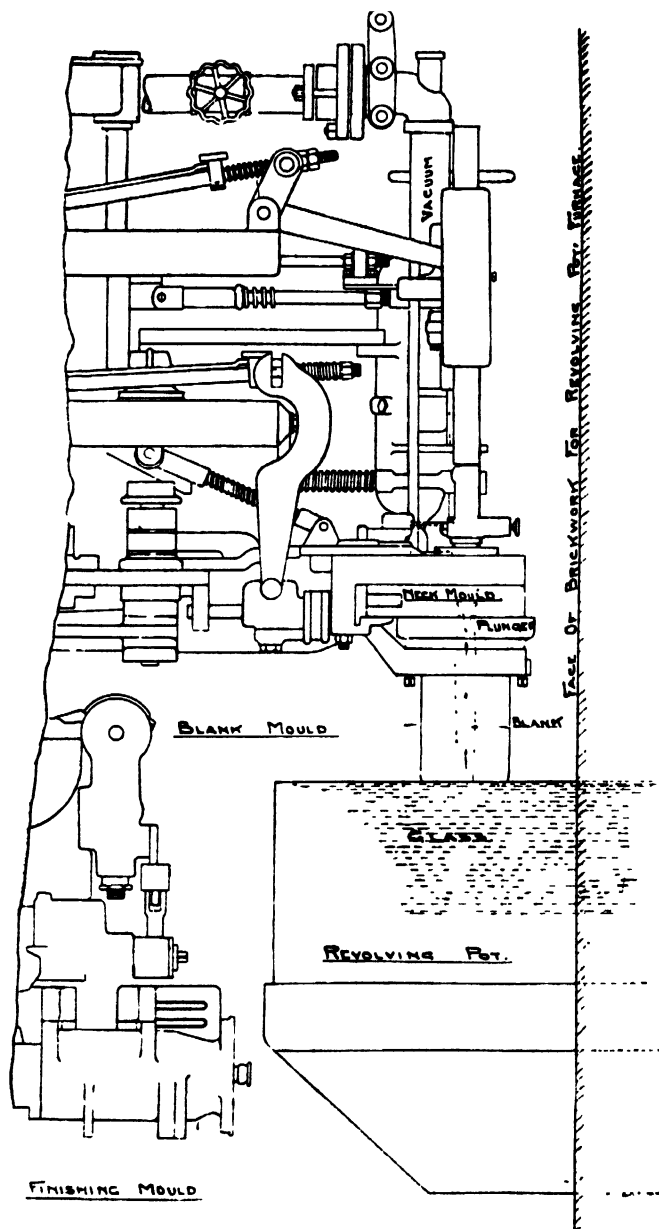 VACUUM
FACE OF BRICKWORK FOR REVOLVING POT. FURNACE.
NECK MOULD
PLUNGER
BLANK MOULD
BLANK
GLASS
REVOLVING POT.
FINISHING MOULD